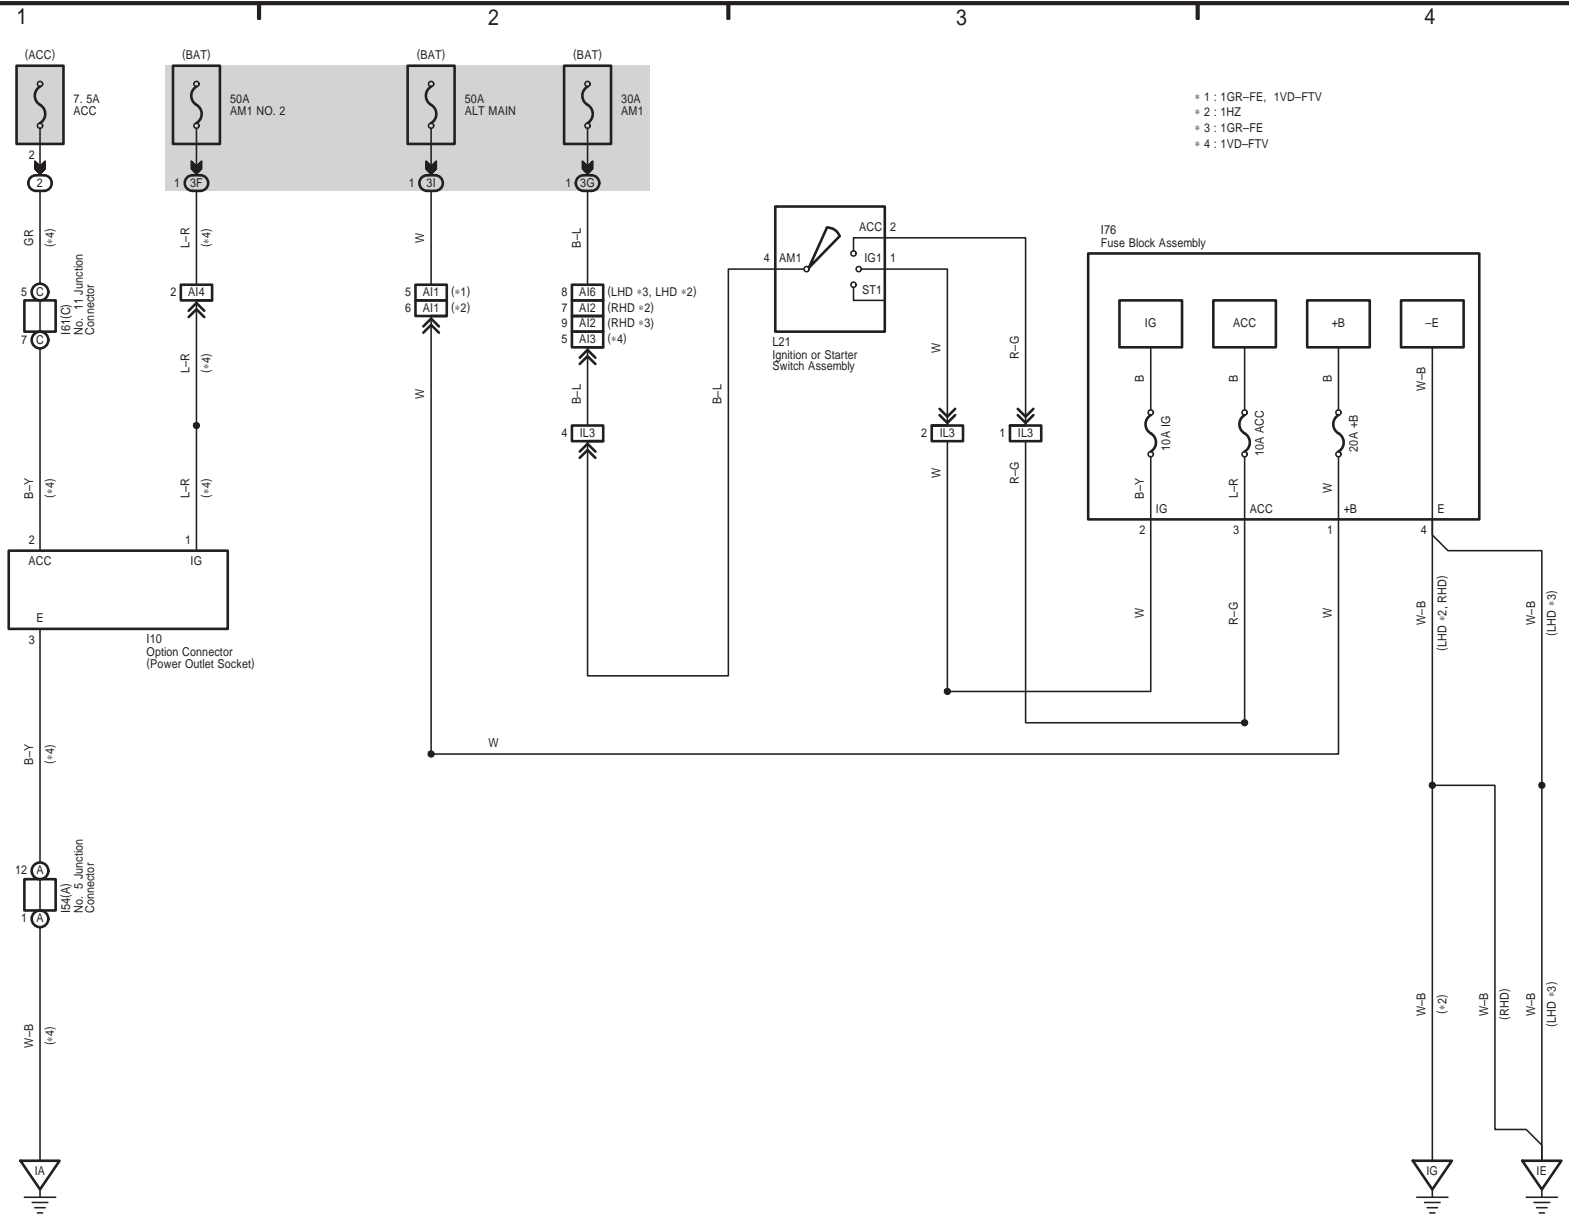 1
2
3
4
(ACC)
7. 5A
ACC
2
2
(BAT)
50A
AM1 NO. 2
1
3F
(BAT)
50A
ALT MAIN
1
3I
(BAT)
30A
AM1
1
3G
∗ 1 : 1GR–FE, 1VD–FTV
∗ 2 : 1HZ
∗ 3 : 1GR–FE
∗ 4 : 1VD–FTV
GR
(∗4)
L–R
(∗4)
W
B–L
5
C
7
C
I61(C)
No. 11 Junction
Connector
2
AI4
5
AI1
(∗1)
6
AI1
(∗2)
8
AI6
(LHD ∗3, LHD ∗2)
7
AI2
(RHD ∗2)
9
AI2
(RHD ∗3)
5
AI3
(∗4)
L–R
(∗4)
W
B–L
4
IL3
B–L
4
AM1
ACC
2
IG1
1
ST1
L21
Ignition or Starter
Switch Assembly
W
R–G
2
IL3
1
IL3
W
R–G
I76
Fuse Block Assembly
IG
ACC
+B
–E
B
B
B
W–B
10A IG
10A ACC
20A +B
B–Y
L–R
W
IG
ACC
+B
E
2
3
1
4
W
R–G
W
W–B
(LHD ∗2, RHD)
W–B
(LHD ∗3)
B–Y
(∗4)
L–R
(∗4)
2
1
ACC
IG
E
3
I10
Option Connector
(Power Outlet Socket)
W
B–Y
(∗4)
12
A
1
A
I54(A)
No. 5 Junction
Connector
W–B
(∗4)
W–B
(∗2)
W–B
(RHD)
W–B
(LHD ∗3)
IA
IG
IE